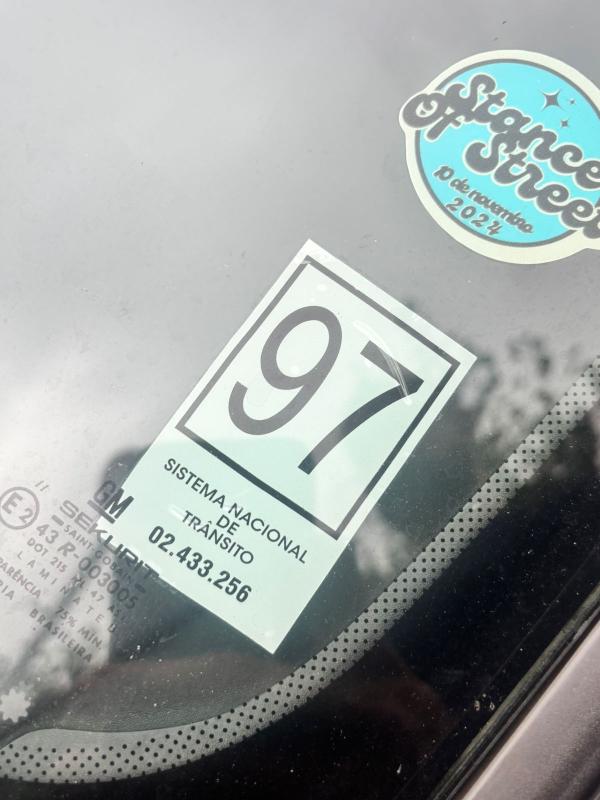 Stance
Of Street
10 de novembro
2024
97
SISTEMA NACIONAL
DE
TRÂNSITO
02.433.256
GM
SEKURIT
SAINT-GOBAIN
E2 43 R-003005
DOT 215
LAMINATED
75% MIN.
BRASILEIRA